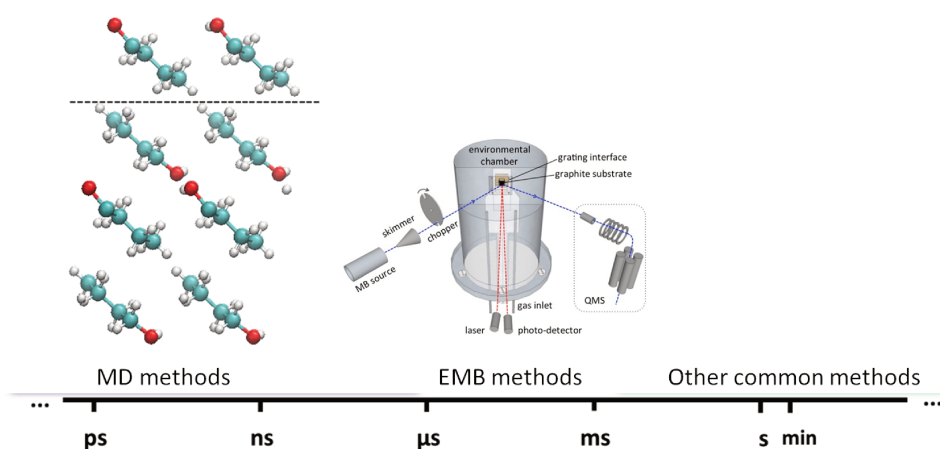 environmental
chamber
grating interface
graphite substrate
skimmer
chopper
MB source
QMS
gas inlet
laser
photo-detector
MD methods
EMB methods
Other common methods
...
...
ps
ns
μs
ms
s
min